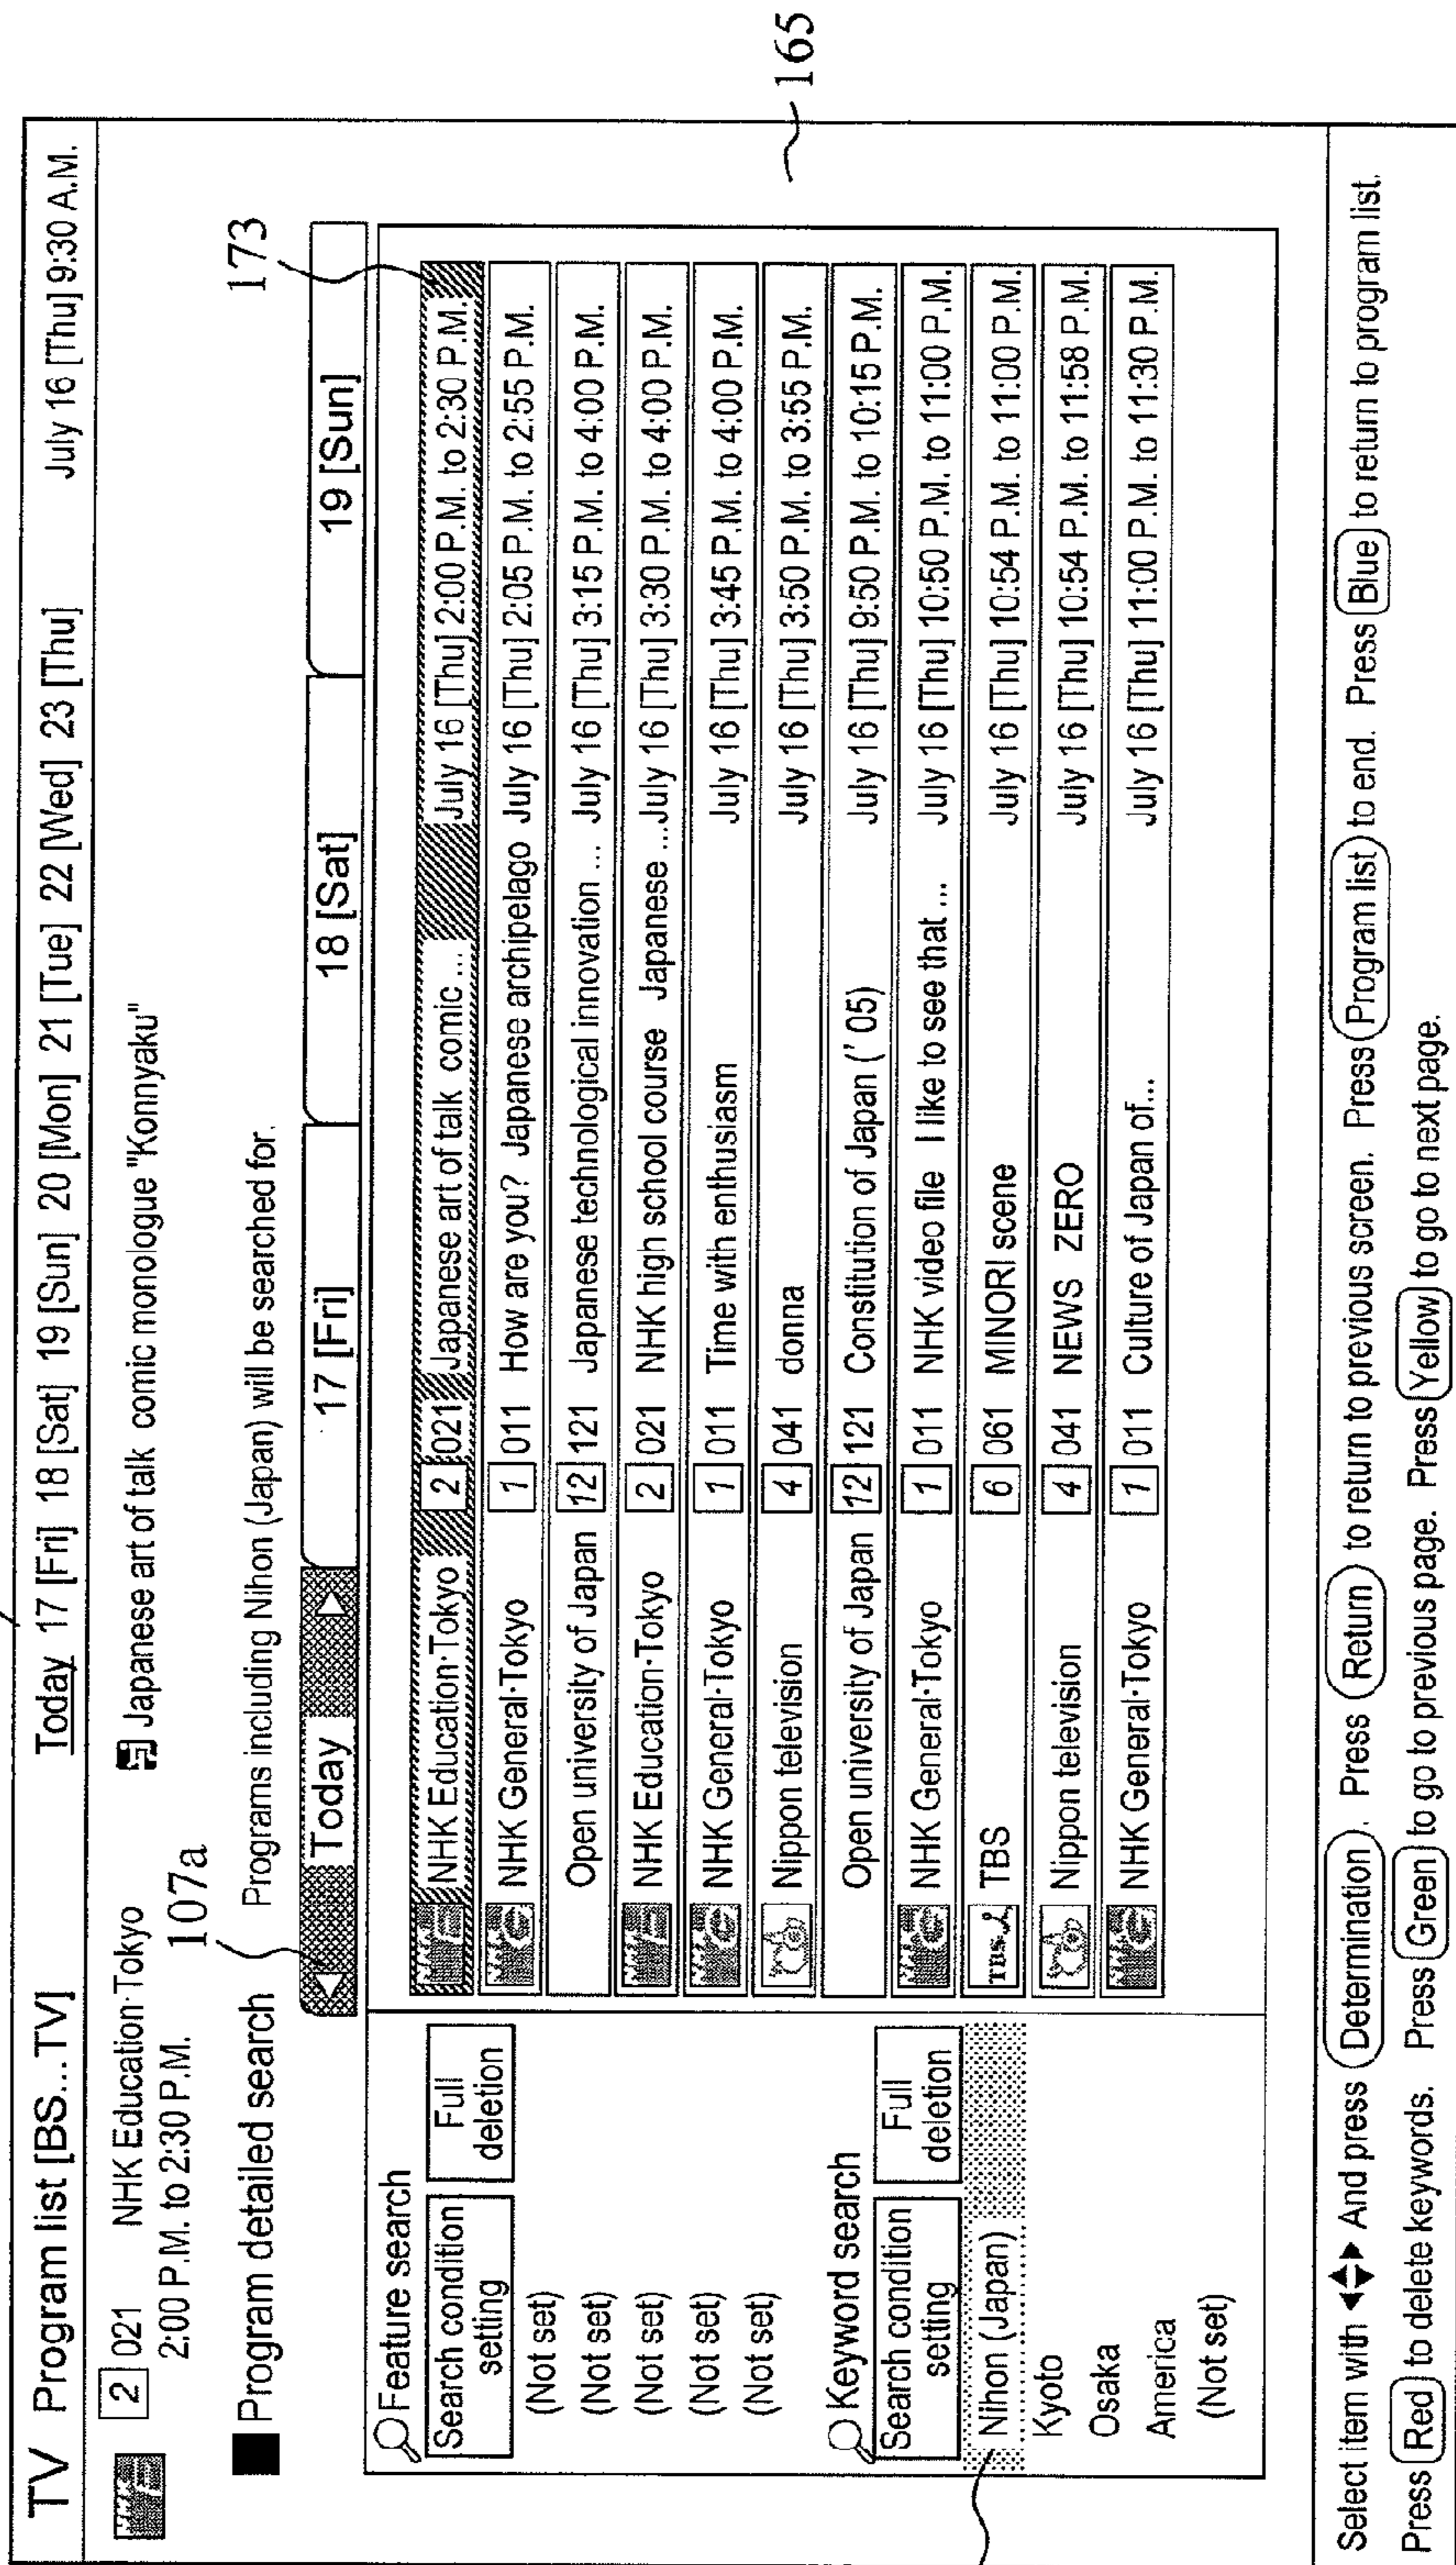 TV Program list [BS...TV] Today 17 [Fri] 18 [Sat] 19 [Sun] 20 [Mon] 21 [Tue] 22 [Wed] 23 [Thu] July 16 [Thu] 9:30 A.M.
2 021 NHK Education·Tokyo Japanese art of talk comic monologue "Konnyaku"
2:00 P.M. to 2:30 P.M.
107a
■ Program detailed search Programs including Nihon (Japan) will be searched for.
173
Today 17 [Fri] 18 [Sat] 19 [Sun]
Feature search
Search condition setting Full deletion
(Not set)
(Not set)
(Not set)
(Not set)
(Not set)
Keyword search
Search condition setting Full deletion
Nihon (Japan)
Kyoto
Osaka
America
(Not set)
NHK Education·Tokyo 2 021 Japanese art of talk comic ... July 16 [Thu] 2:00 P.M. to 2:30 P.M.
NHK General·Tokyo 1 011 How are you? Japanese archipelago July 16 [Thu] 2:05 P.M. to 2:55 P.M.
Open university of Japan 12 121 Japanese technological innovation ... July 16 [Thu] 3:15 P.M. to 4:00 P.M.
NHK Education·Tokyo 2 021 NHK high school course Japanese ... July 16 [Thu] 3:30 P.M. to 4:00 P.M.
NHK General·Tokyo 1 011 Time with enthusiasm July 16 [Thu] 3:45 P.M. to 4:00 P.M.
Nippon television 4 041 donna July 16 [Thu] 3:50 P.M. to 3:55 P.M.
Open university of Japan 12 121 Constitution of Japan (' 05) July 16 [Thu] 9:50 P.M. to 10:15 P.M.
NHK General·Tokyo 1 011 NHK video file I like to see that ... July 16 [Thu] 10:50 P.M. to 11:00 P.M.
TBS TBS 6 061 MINORI scene July 16 [Thu] 10:54 P.M. to 11:00 P.M.
Nippon television 4 041 NEWS ZERO July 16 [Thu] 10:54 P.M. to 11:58 P.M.
NHK General·Tokyo 1 011 Culture of Japan of... July 16 [Thu] 11:00 P.M. to 11:30 P.M.
165
Select item with And press Determination. Press Return to return to previous screen. Press Program list to end. Press Blue to return to program list.
Press Red to delete keywords. Press Green to go to previous page. Press Yellow to go to next page.